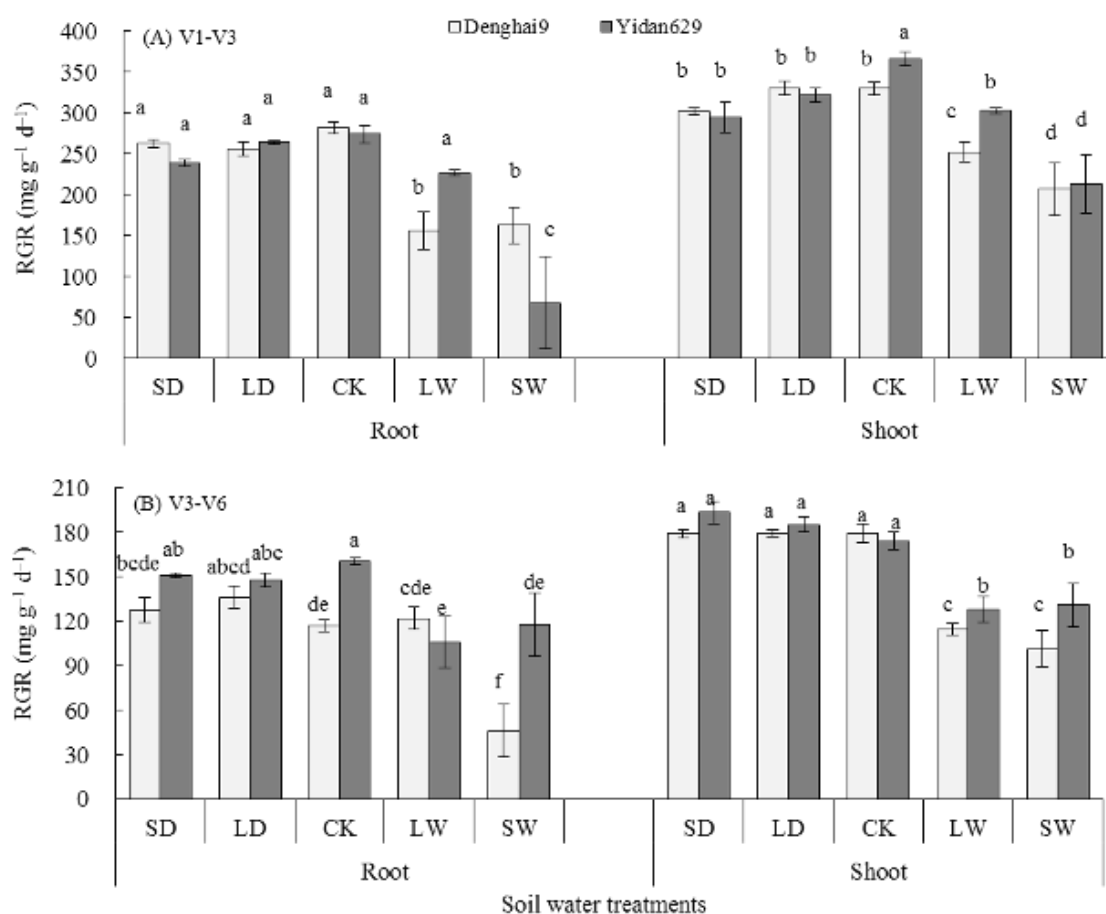 Denghai9 Yidan629
(A) V1-V3
RGR (mg g⁻¹ d⁻¹)
400
350
300
250
200
150
100
50
0
a a a a a a b a b c
b b b b b a c b d d
SD LD CK LW SW SD LD CK LW SW
Root Shoot
(B) V3-V6
RGR (mg g⁻¹ d⁻¹)
210
180
150
120
90
60
30
0
bcde ab abcd abc de a cde e f de
a a a a a a c b c b
SD LD CK LW SW SD LD CK LW SW
Root Shoot
Soil water treatments